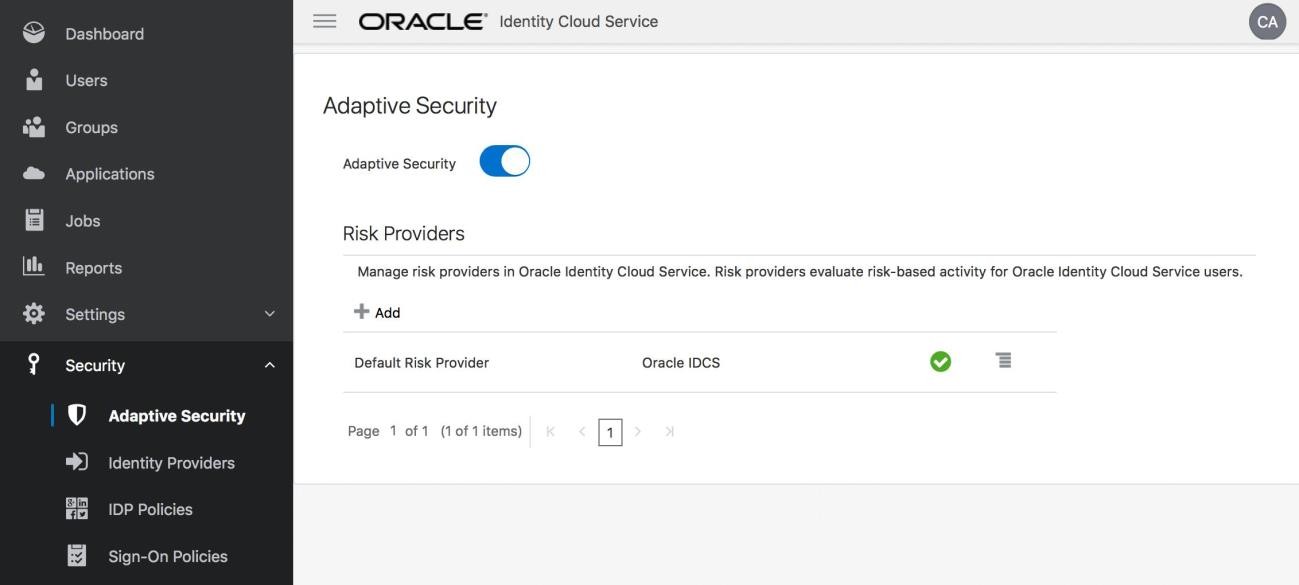 Dashboard
Users
Groups
Applications
Jobs
Reports
Settings
Security
Adaptive Security
Identity Providers
IDP Policies
Sign-On Policies
ORACLE® Identity Cloud Service
CA
Adaptive Security
Adaptive Security
Risk Providers
Manage risk providers in Oracle Identity Cloud Service. Risk providers evaluate risk-based activity for Oracle Identity Cloud Service users.
Add
Default Risk Provider Oracle IDCS
Page 1 of 1 (1 of 1 items) 1